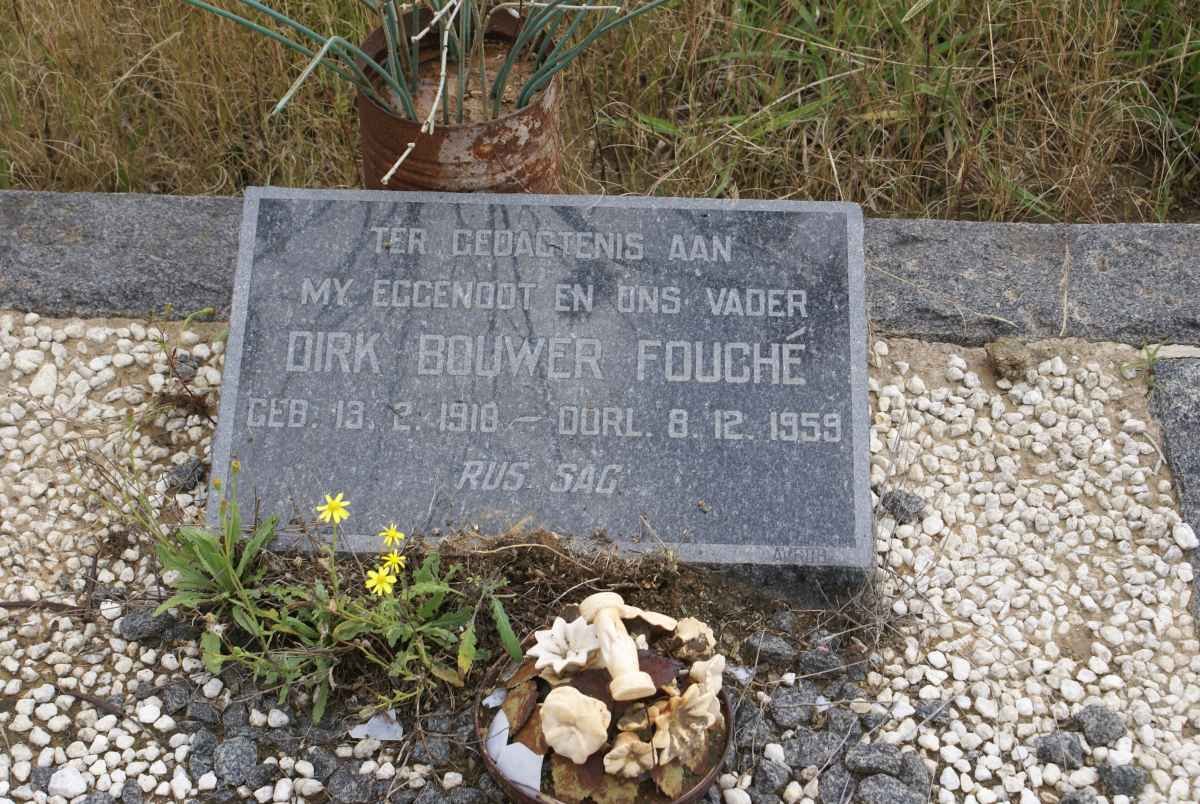 TER GEDAGTENIS AAN
MY EGGENOOT EN ONS VADER
DIRK BOUWER FOUCHÉ
GEB. 13. 2. 1918 — OORL. 8. 12. 1959
RUS SAG